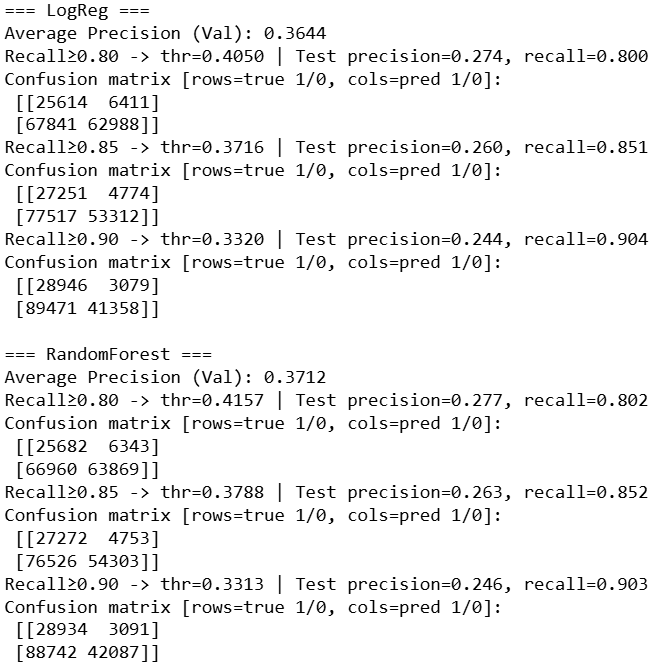 === LogReg ===
Average Precision (Val): 0.3644
Recall≥0.80 -> thr=0.4050 | Test precision=0.274, recall=0.800
Confusion matrix [rows=true 1/0, cols=pred 1/0]:
 [[25614  6411]
 [67841 62988]]
Recall≥0.85 -> thr=0.3716 | Test precision=0.260, recall=0.851
Confusion matrix [rows=true 1/0, cols=pred 1/0]:
 [[27251  4774]
 [77517 53312]]
Recall≥0.90 -> thr=0.3320 | Test precision=0.244, recall=0.904
Confusion matrix [rows=true 1/0, cols=pred 1/0]:
 [[28946  3079]
 [89471 41358]]

=== RandomForest ===
Average Precision (Val): 0.3712
Recall≥0.80 -> thr=0.4157 | Test precision=0.277, recall=0.802
Confusion matrix [rows=true 1/0, cols=pred 1/0]:
 [[25682  6343]
 [66960 63869]]
Recall≥0.85 -> thr=0.3788 | Test precision=0.263, recall=0.852
Confusion matrix [rows=true 1/0, cols=pred 1/0]:
 [[27272  4753]
 [76526 54303]]
Recall≥0.90 -> thr=0.3313 | Test precision=0.246, recall=0.903
Confusion matrix [rows=true 1/0, cols=pred 1/0]:
 [[28934  3091]
 [88742 42087]]